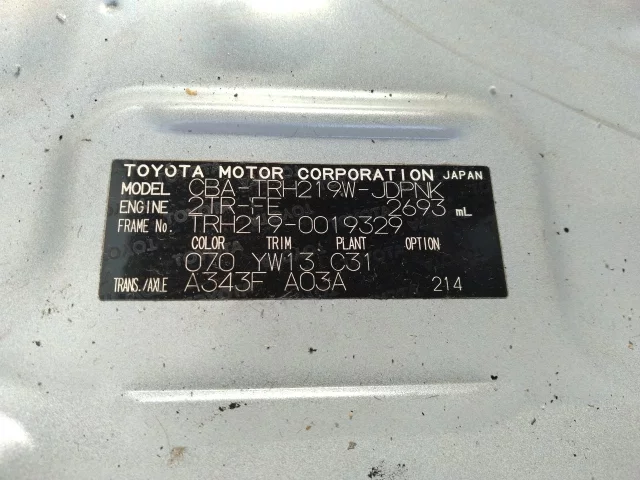 TOYOTA MOTOR CORPORATION JAPAN
MODEL CBA-TRH219W-JDPNK
ENGINE 2TR-FE 2693 mL
FRAME No. TRH219-0019329
COLOR TRIM PLANT OPTION
070 YW13 C31
TRANS./AXLE A343F A03A 214